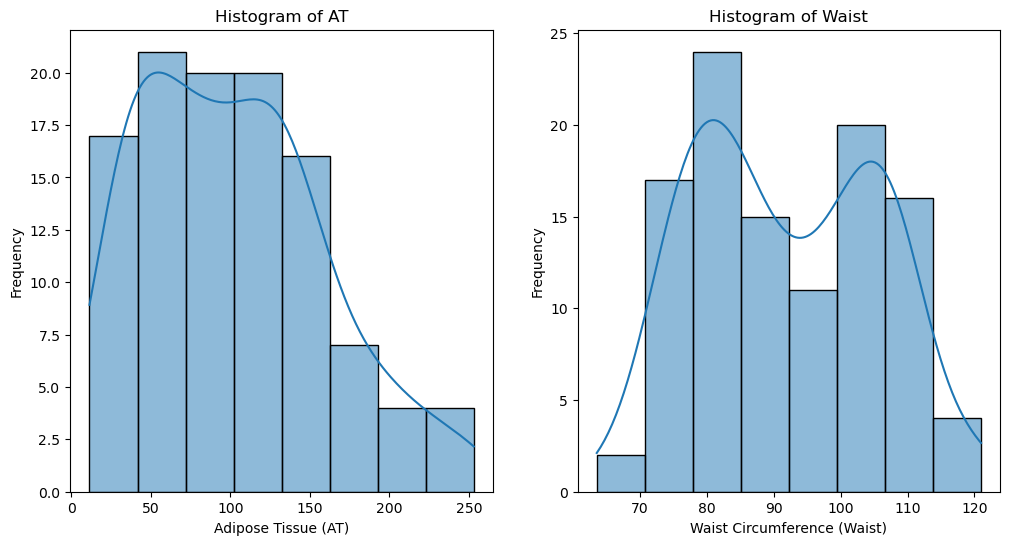 Histogram of AT
Frequency
20.0
17.5
15.0
12.5
10.0
7.5
5.0
2.5
0.0
0 50 100 150 200 250
Adipose Tissue (AT)
Histogram of Waist
Frequency
25
20
15
10
5
0
70 80 90 100 110 120
Waist Circumference (Waist)